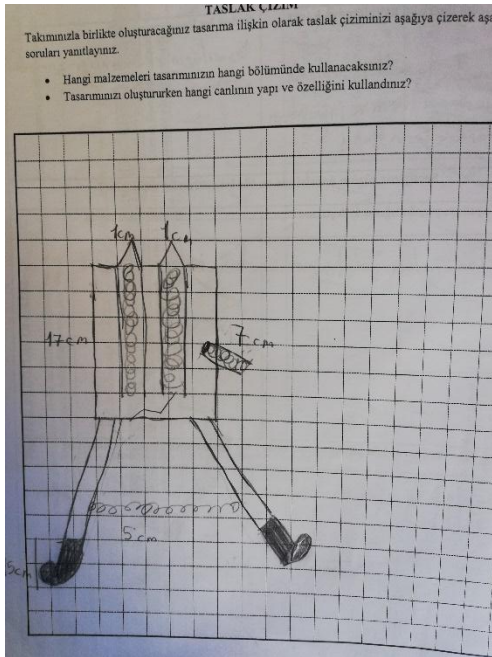 TASLAK ÇİZİM
Takımınızla birlikte oluşturacağınız tasarıma ilişkin olarak taslak çiziminizi aşağıya çizerek
soruları yanıtlayınız.
• Hangi malzemeleri tasarımınızın hangi bölümünde kullanacaksınız?
• Tasarımınızı oluştururken hangi canlının yapı ve özelliğini kullandınız?
1cm 1cm
17cm
7cm
5cm
5cm